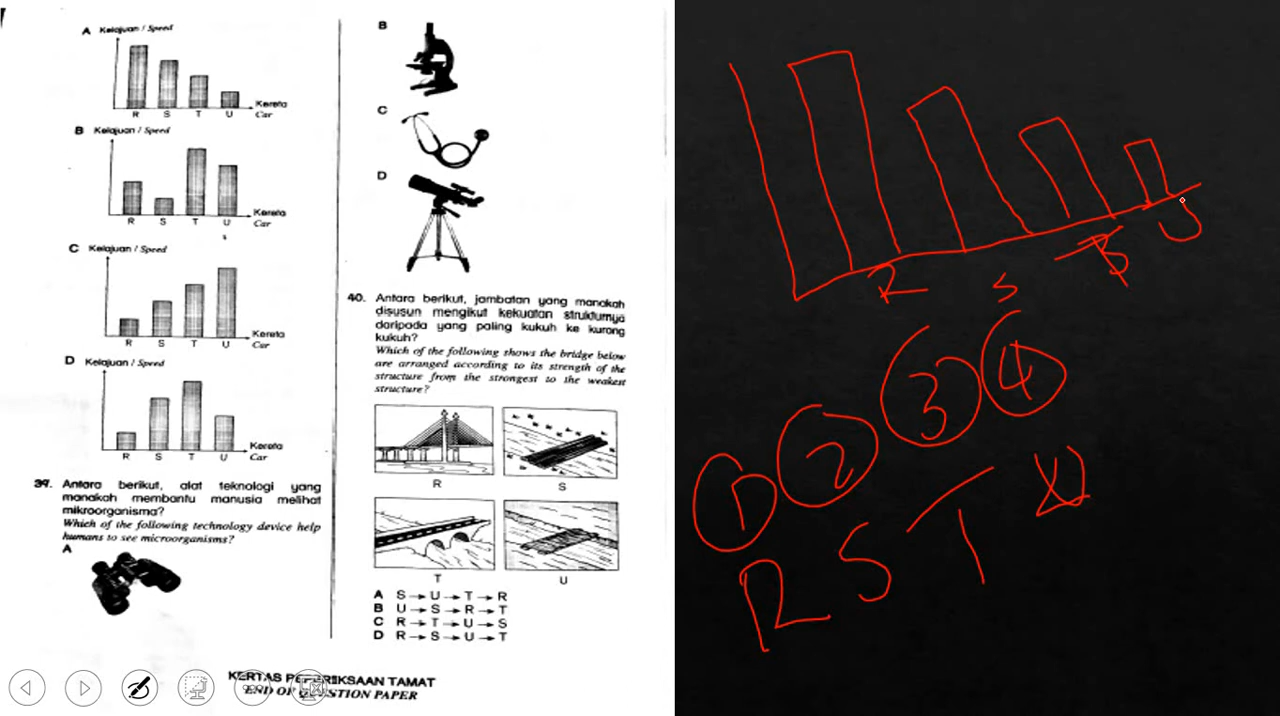 A Kelajuan / Speed
Kereta
Car
R S T U
B Kelajuan / Speed
Kereta
Car
R S T U
C Kelajuan / Speed
Kereta
Car
R S T U
D Kelajuan / Speed
Kereta
Car
R S T U
39. Antara berikut, alat teknologi yang
manakah membantu manusia melihat
mikroorganisma?
Which of the following technology device help
humans to see microorganisms?
A
B
C
D
40. Antara berikut, jambatan yang manakah
disusun mengikut kekuatan strukturnya
daripada yang paling kukuh ke kurang
kukuh?
Which of the following shows the bridge below
are arranged according to its strength of the
structure from the strongest to the weakest
structure?
R S
T U
A S → U → T → R
B U → S → R → T
C R → T → U → S
D R → S → U → T
KERTAS PEPERIKSAAN TAMAT
END OF QUESTION PAPER
R S T U
1 2 3 4
R S T U